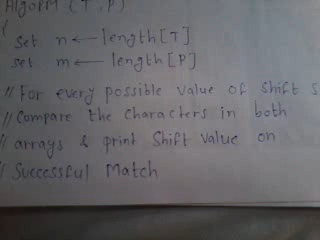 AlgoPM (T, P)
{
Set n ← length[T]
set m ← length [P]
// For every possible value of Shift s
// Compare the characters in both
// arrays & print Shift value on
// Successful Match